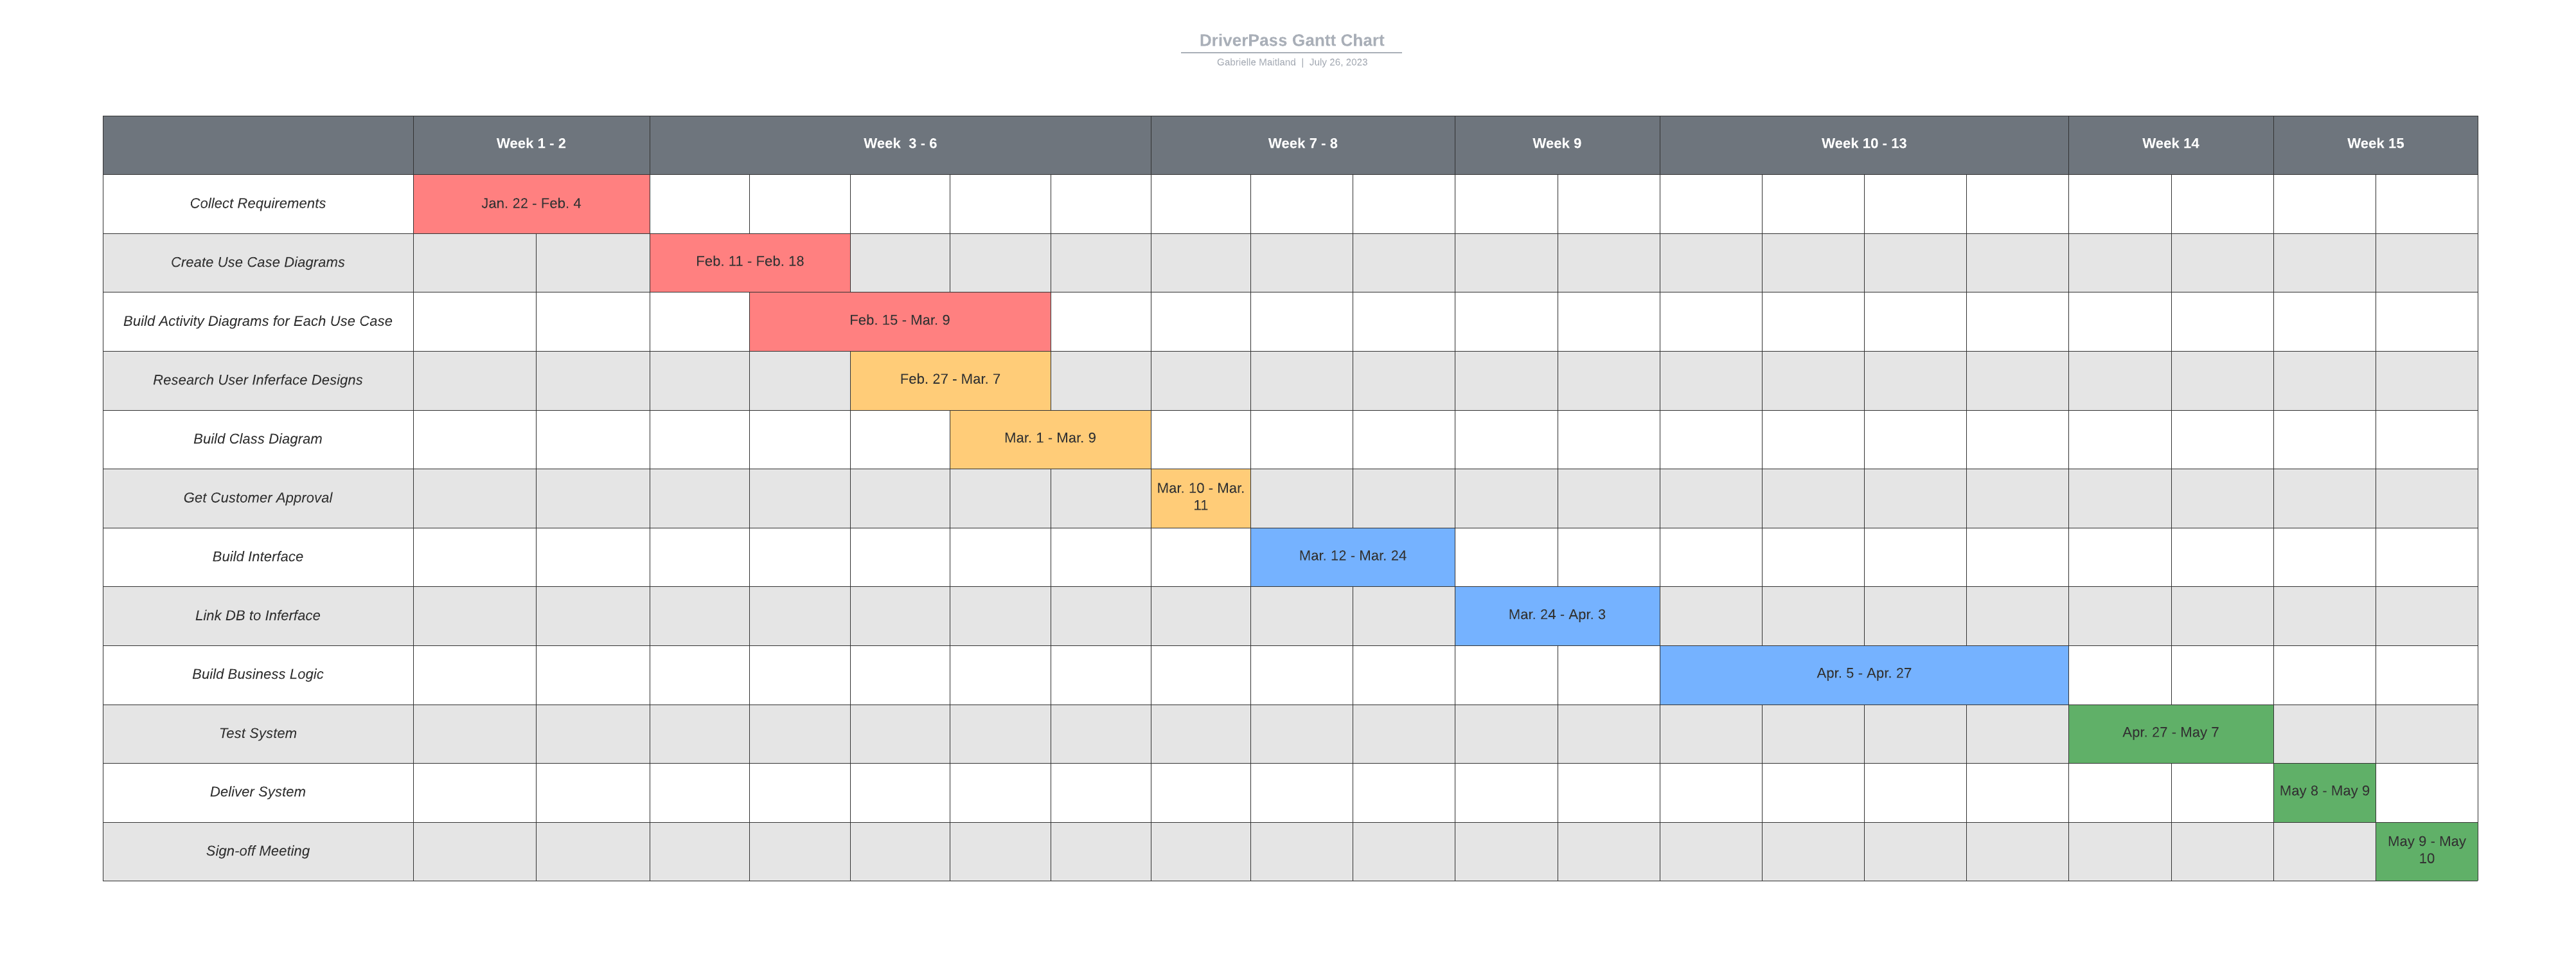 DriverPass Gantt Chart
Gabrielle Maitland | July 26, 2023
Week 1 - 2
Week 3 - 6
Week 7 - 8
Week 9
Week 10 - 13
Week 14
Week 15
Collect Requirements
Jan. 22 - Feb. 4
Create Use Case Diagrams
Feb. 11 - Feb. 18
Build Activity Diagrams for Each Use Case
Feb. 15 - Mar. 9
Research User Inferface Designs
Feb. 27 - Mar. 7
Build Class Diagram
Mar. 1 - Mar. 9
Get Customer Approval
Mar. 10 - Mar.
11
Build Interface
Mar. 12 - Mar. 24
Link DB to Inferface
Mar. 24 - Apr. 3
Build Business Logic
Apr. 5 - Apr. 27
Test System
Apr. 27 - May 7
Deliver System
May 8 - May 9
Sign-off Meeting
May 9 - May
10